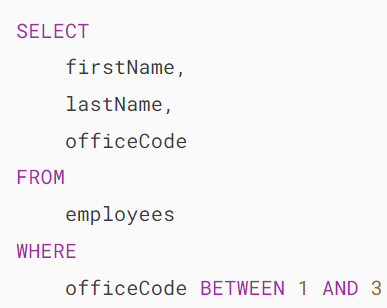 SELECT
firstName,
lastName,
officeCode
FROM
employees
WHERE
officeCode BETWEEN 1 AND 3